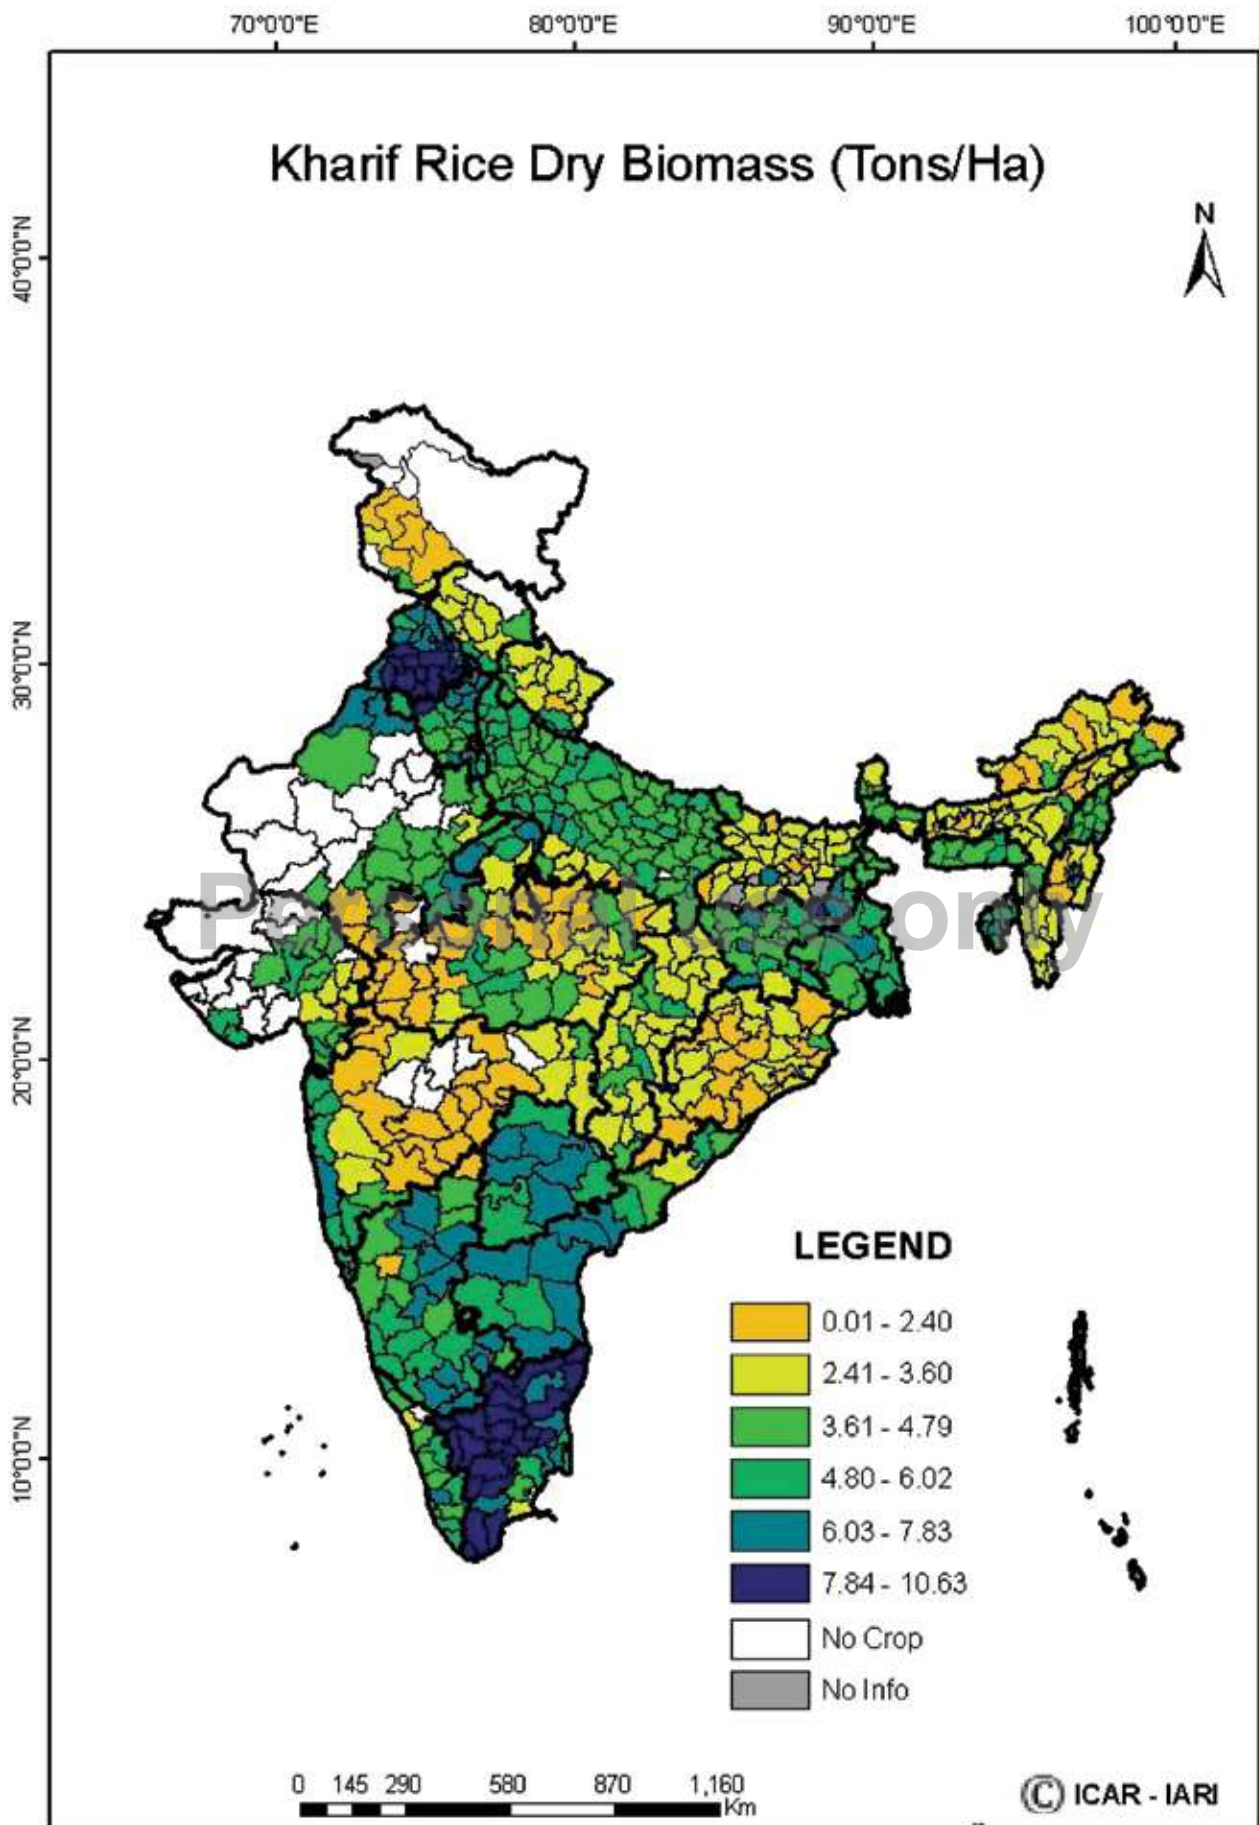 70°0'0"E 80°0'0"E 90°0'0"E 100°0'0"E
Kharif Rice Dry Biomass (Tons/Ha)
N
40°0'0"N
30°0'0"N
20°0'0"N
10°0'0"N
Personal use only
LEGEND
0.01 - 2.40
2.41 - 3.60
3.61 - 4.79
4.80 - 6.02
6.03 - 7.83
7.84 - 10.63
No Crop
No Info
0 145 290 580 870 1,160
Km
© ICAR - IARI